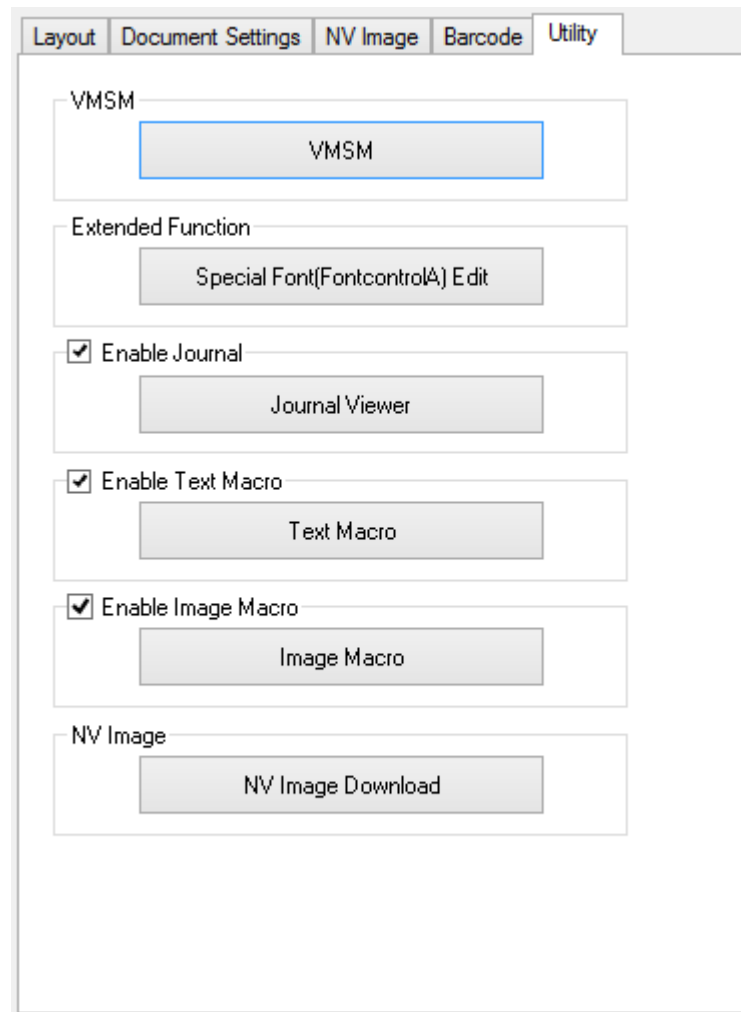 Layout Document Settings NV Image Barcode Utility
VMSM
VMSM
Extended Function
Special Font(FontcontrolA) Edit
Enable Journal
Journal Viewer
Enable Text Macro
Text Macro
Enable Image Macro
Image Macro
NV Image
NV Image Download